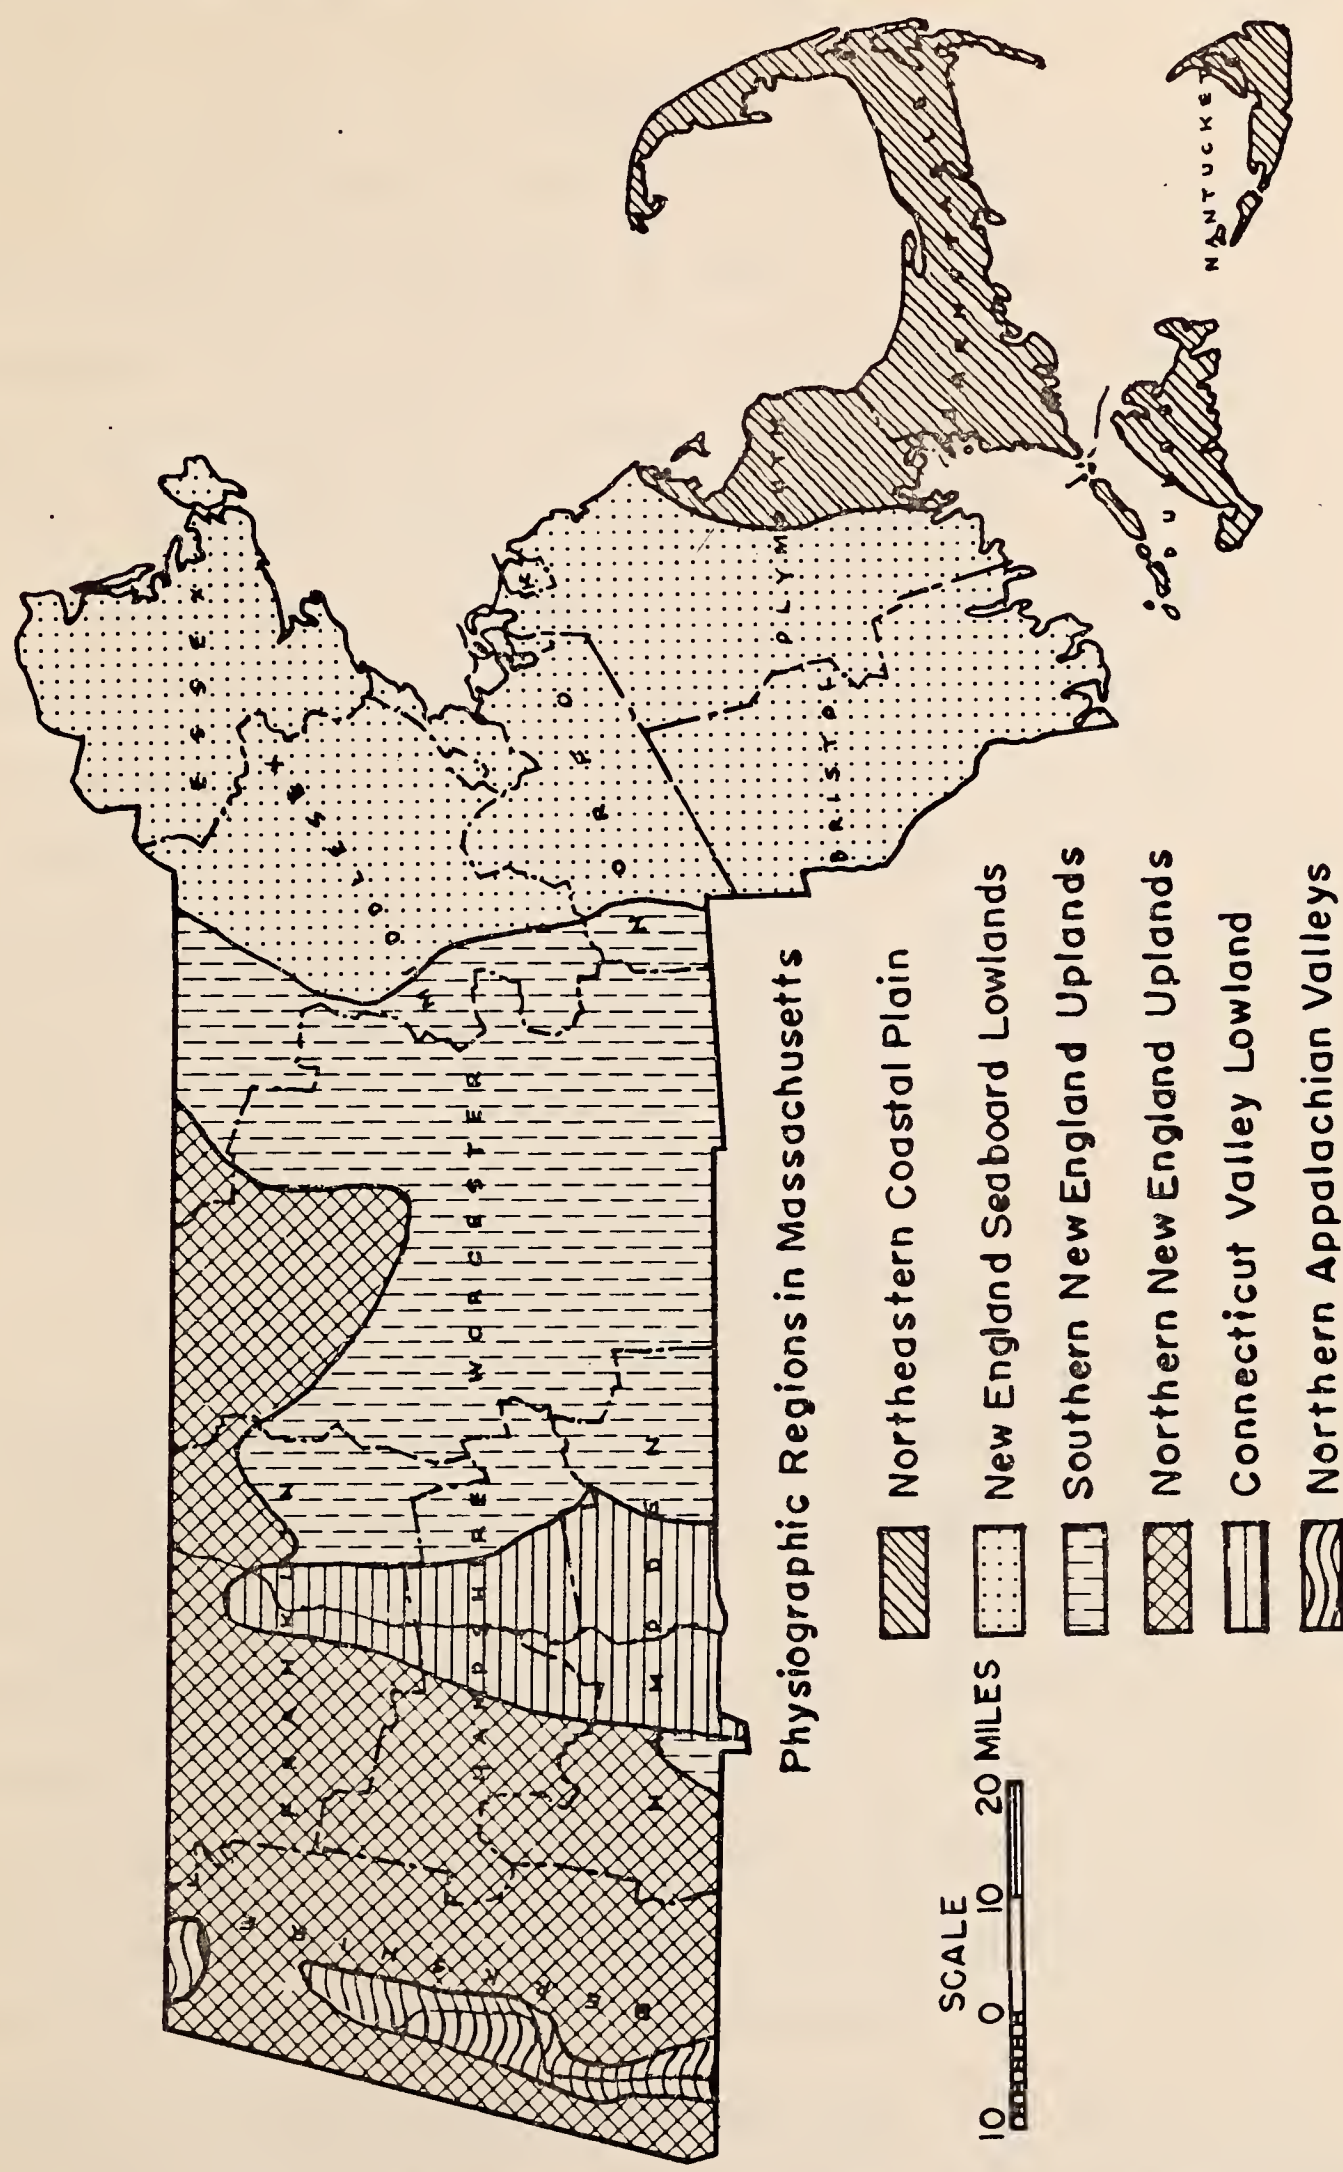 ESSEX
MIDDLESEX
FRANKLIN
BERKSHIRE
HAMPSHIRE
WORCESTER
HAMPDEN
NORFOLK
PLYMOUTH
BRISTOL
BARNSTABLE
DUKES
NANTUCKET
Physiographic Regions in Massachusetts
Northeastern Coastal Plain
New England Seaboard Lowlands
Southern New England Uplands
Northern New England Uplands
Connecticut Valley Lowland
Northern Appalachian Valleys
SCALE
10 0 10 20 MILES